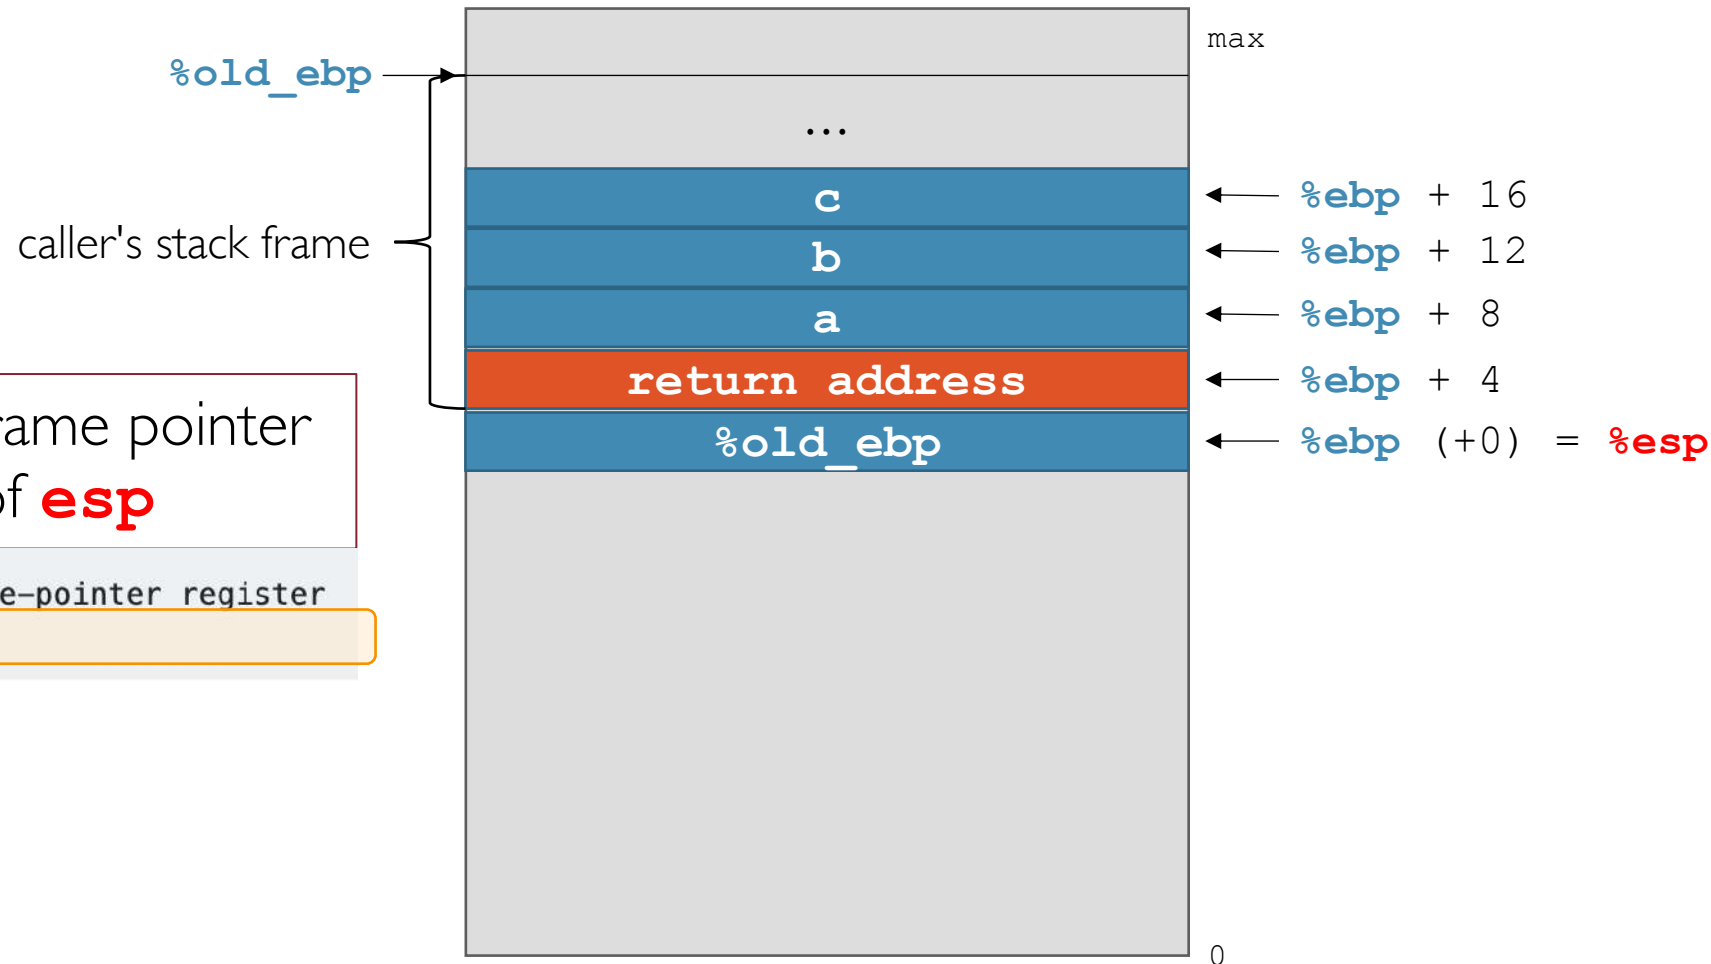 max
%old_ebp
...
c
%ebp + 16
caller's stack frame
b
%ebp + 12
a
%ebp + 8
return address
%ebp + 4
pointer
%old_ebp
%ebp (+0) = %esp
esp
e-pointer register
0